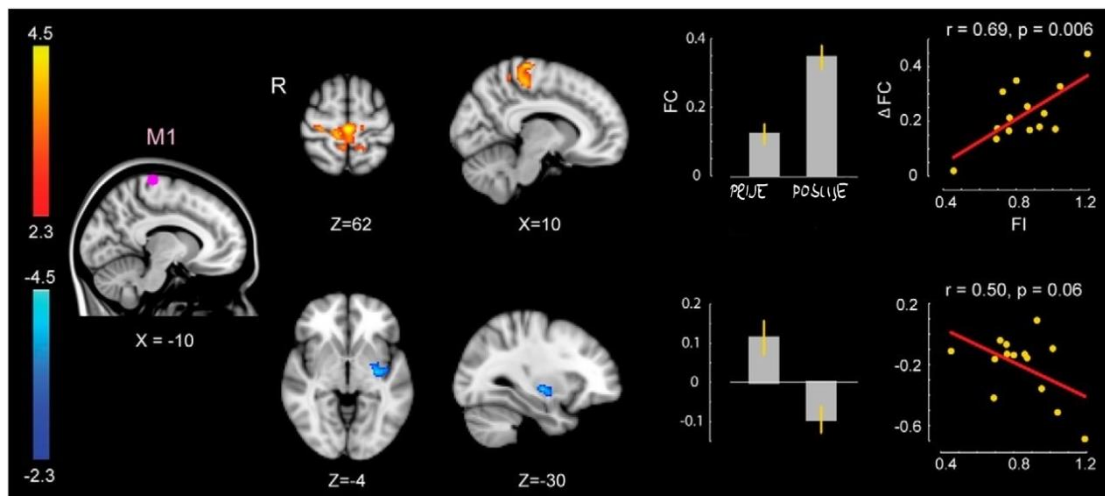 4.5
2.3
-4.5
-2.3
M1
X = -10
R
Z=62
X=10
Z=-4
Z=-30
0.4
0.2
0
FC
PRIJE
POSLIJE
r = 0.69, p = 0.006
0.4
0.2
0
Δ FC
0.4
0.8
1.2
FI
0.2
0.1
0
-0.1
r = 0.50, p = 0.06
0.2
-0.2
-0.6
0.4
0.8
1.2